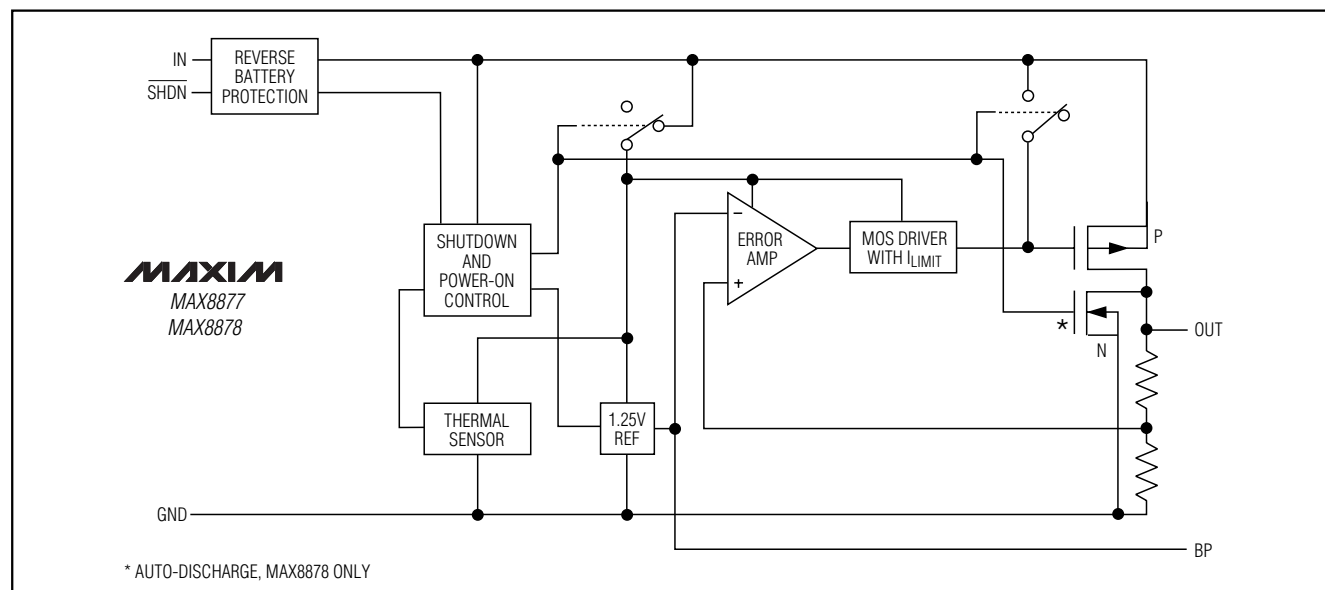 IN
SHDN
REVERSE
BATTERY
PROTECTION
SHUTDOWN
AND
POWER-ON
CONTROL
−
ERROR
AMP
+
MOS DRIVER
WITH ILIMIT
P
MAXIM
MAX8877
MAX8878
*
N
OUT
THERMAL
SENSOR
1.25V
REF
GND
BP
* AUTO-DISCHARGE, MAX8878 ONLY